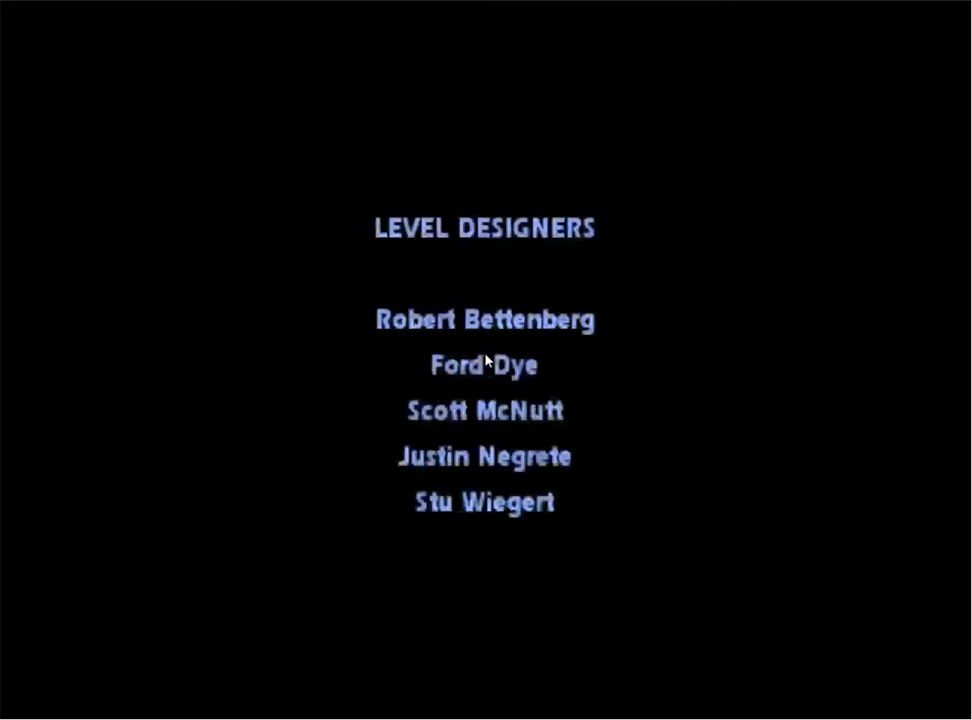 LEVEL DESIGNERS
Robert Bettenberg
Ford Dye
Scott McNutt
Justin Negrete
Stu Wiegert